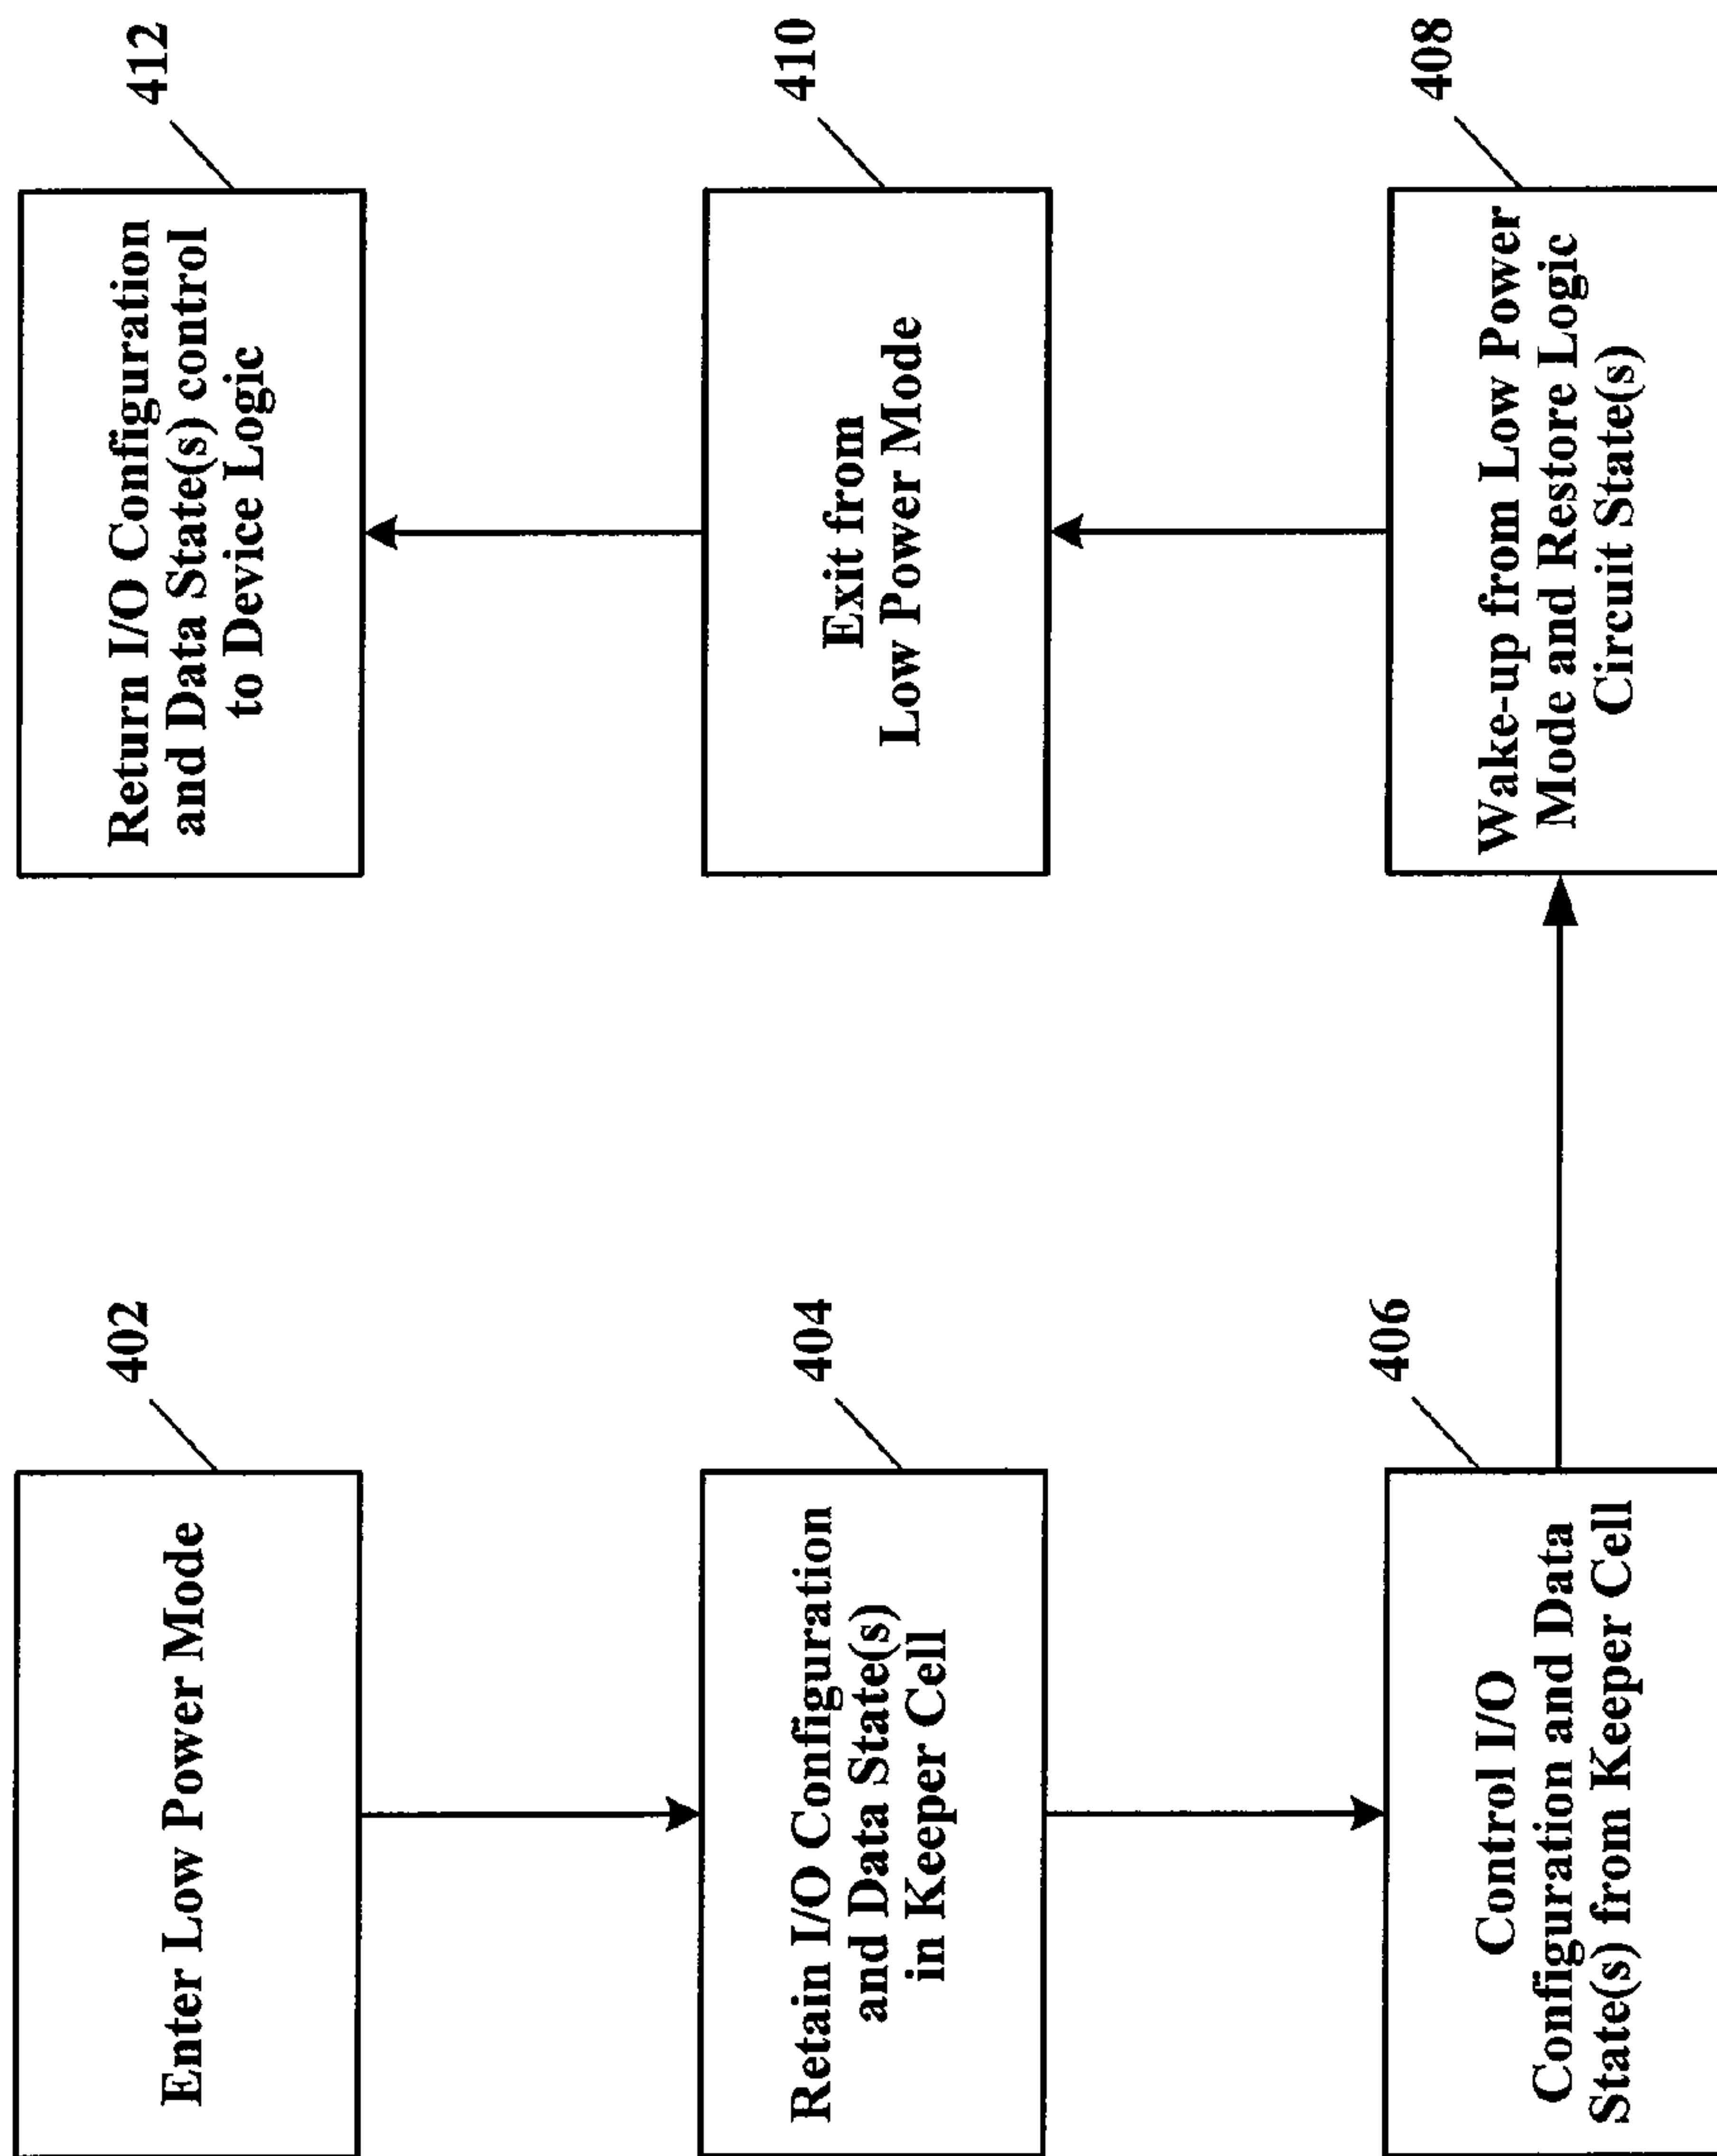 402
Enter Low Power Mode
404
Retain I/O Configuration
and Data State(s)
in Keeper Cell
406
Control I/O
Configuration and Data
State(s) from Keeper Cell
408
Wake-up from Low Power
Mode and Restore Logic
Circuit State(s)
410
Exit from
Low Power Mode
412
Return I/O Configuration
and Data State(s) control
to Device Logic